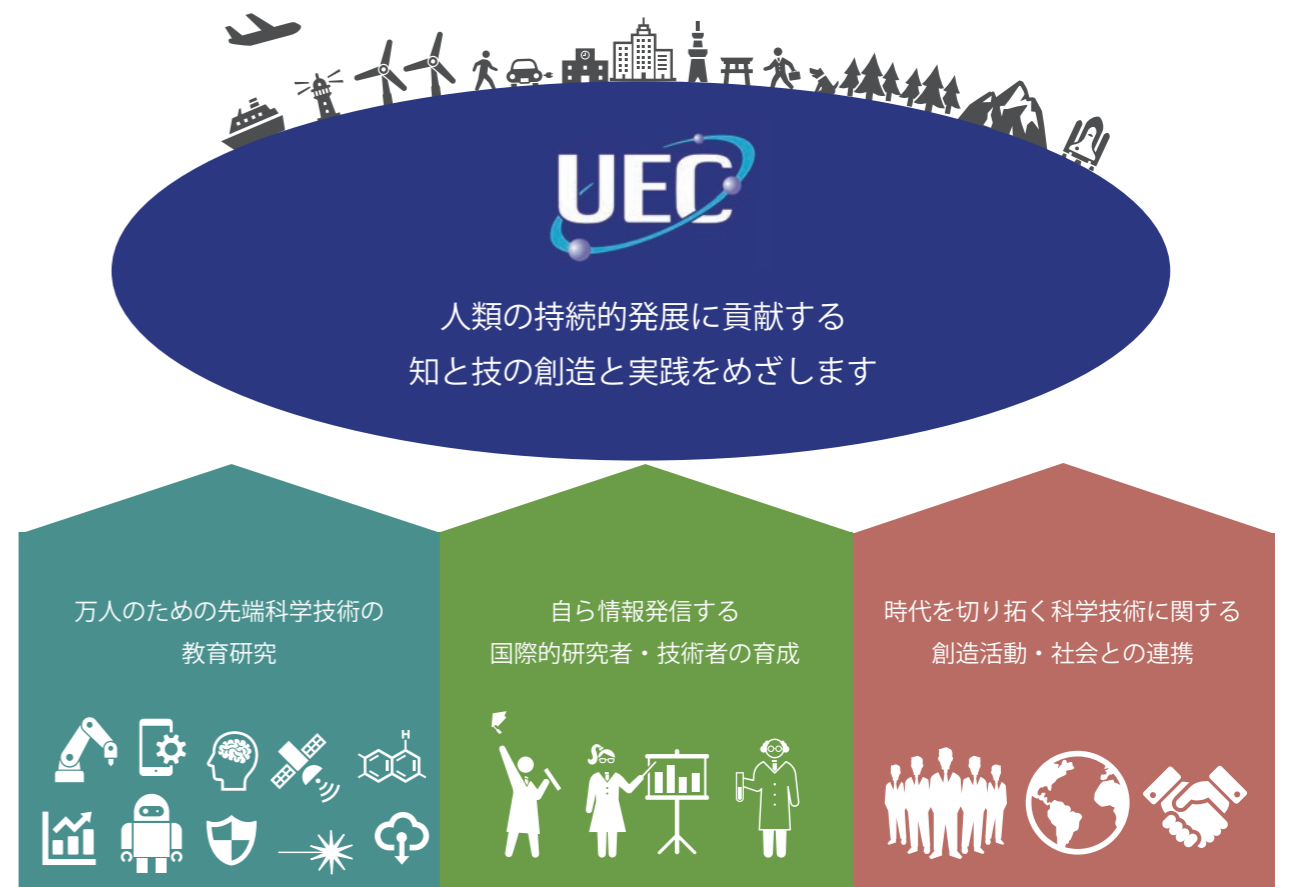 UEC
人類の持続的発展に貢献する
知と技の創造と実践をめざします
万人のための先端科学技術の
教育研究
自ら情報発信する
国際的研究者・技術者の育成
時代を切り拓く科学技術に関する
創造活動・社会との連携
H